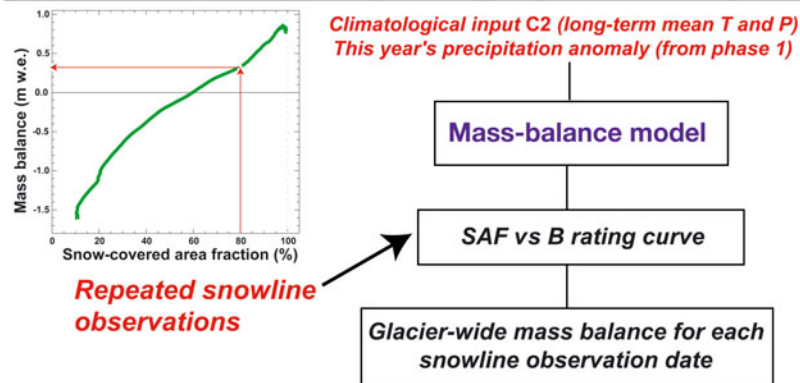 1.0
0.5
0.0
-0.5
-1.0
-1.5
Mass balance (m w.e.)
0 20 40 60 80 100
Snow-covered area fraction (%)
Repeated snowline
observations
Climatological input C2 (long-term mean T and P)
This year's precipitation anomaly (from phase 1)
Mass-balance model
SAF vs B rating curve
Glacier-wide mass balance for each
snowline observation date